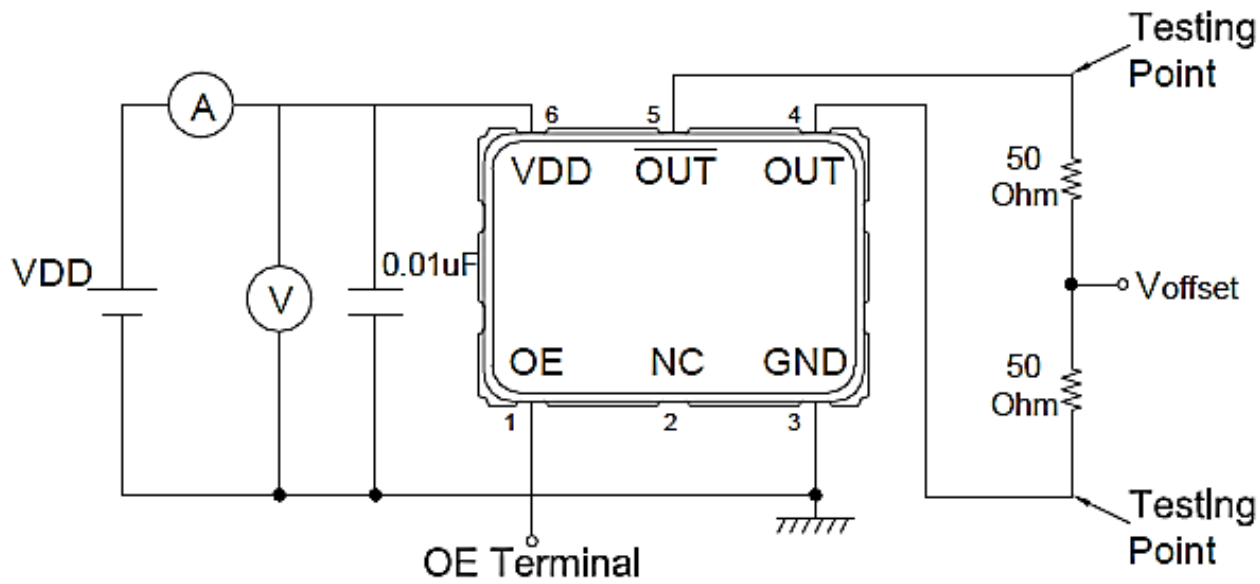 Testing
Point
A
6
5
4
VDD
OUT
OUT
50
Ohm
VDD
V
0.01uF
Voffset
OE
NC
GND
50
Ohm
1
2
3
Testing
Point
OE Terminal